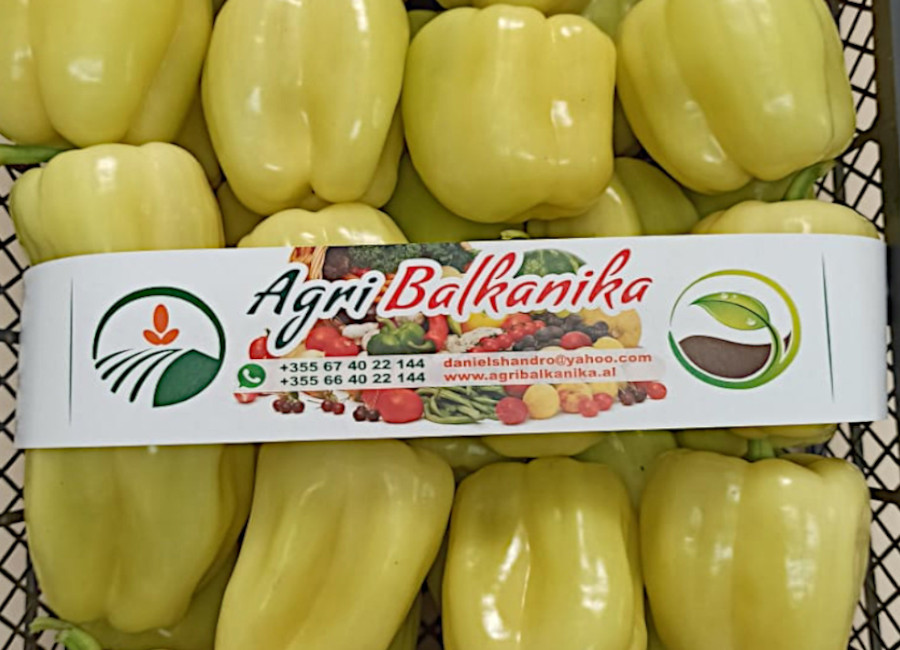 Agri Balkanika
+355 67 40 22 144 danielshandro@yahoo.com
+355 66 40 22 144 www.agribalkanika.al